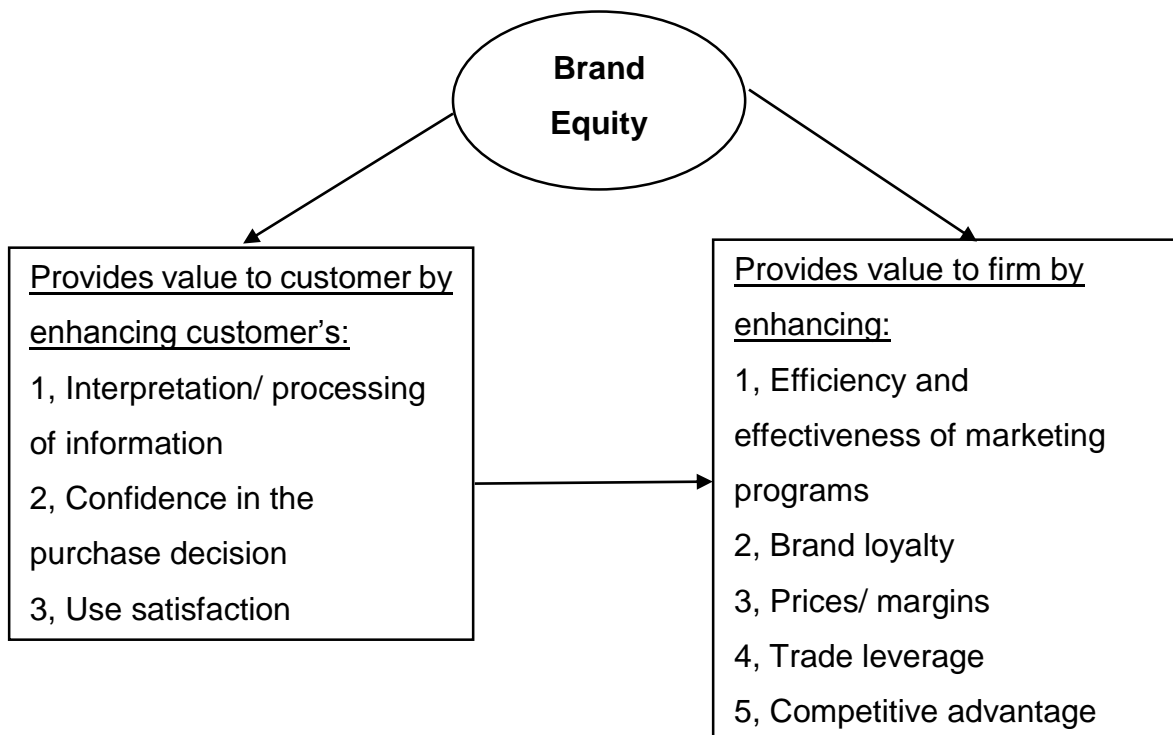 Brand
Equity
Provides value to customer by
enhancing customer’s:
1, Interpretation/ processing
of information
2, Confidence in the
purchase decision
3, Use satisfaction
Provides value to firm by
enhancing:
1, Efficiency and
effectiveness of marketing
programs
2, Brand loyalty
3, Prices/ margins
4, Trade leverage
5, Competitive advantage